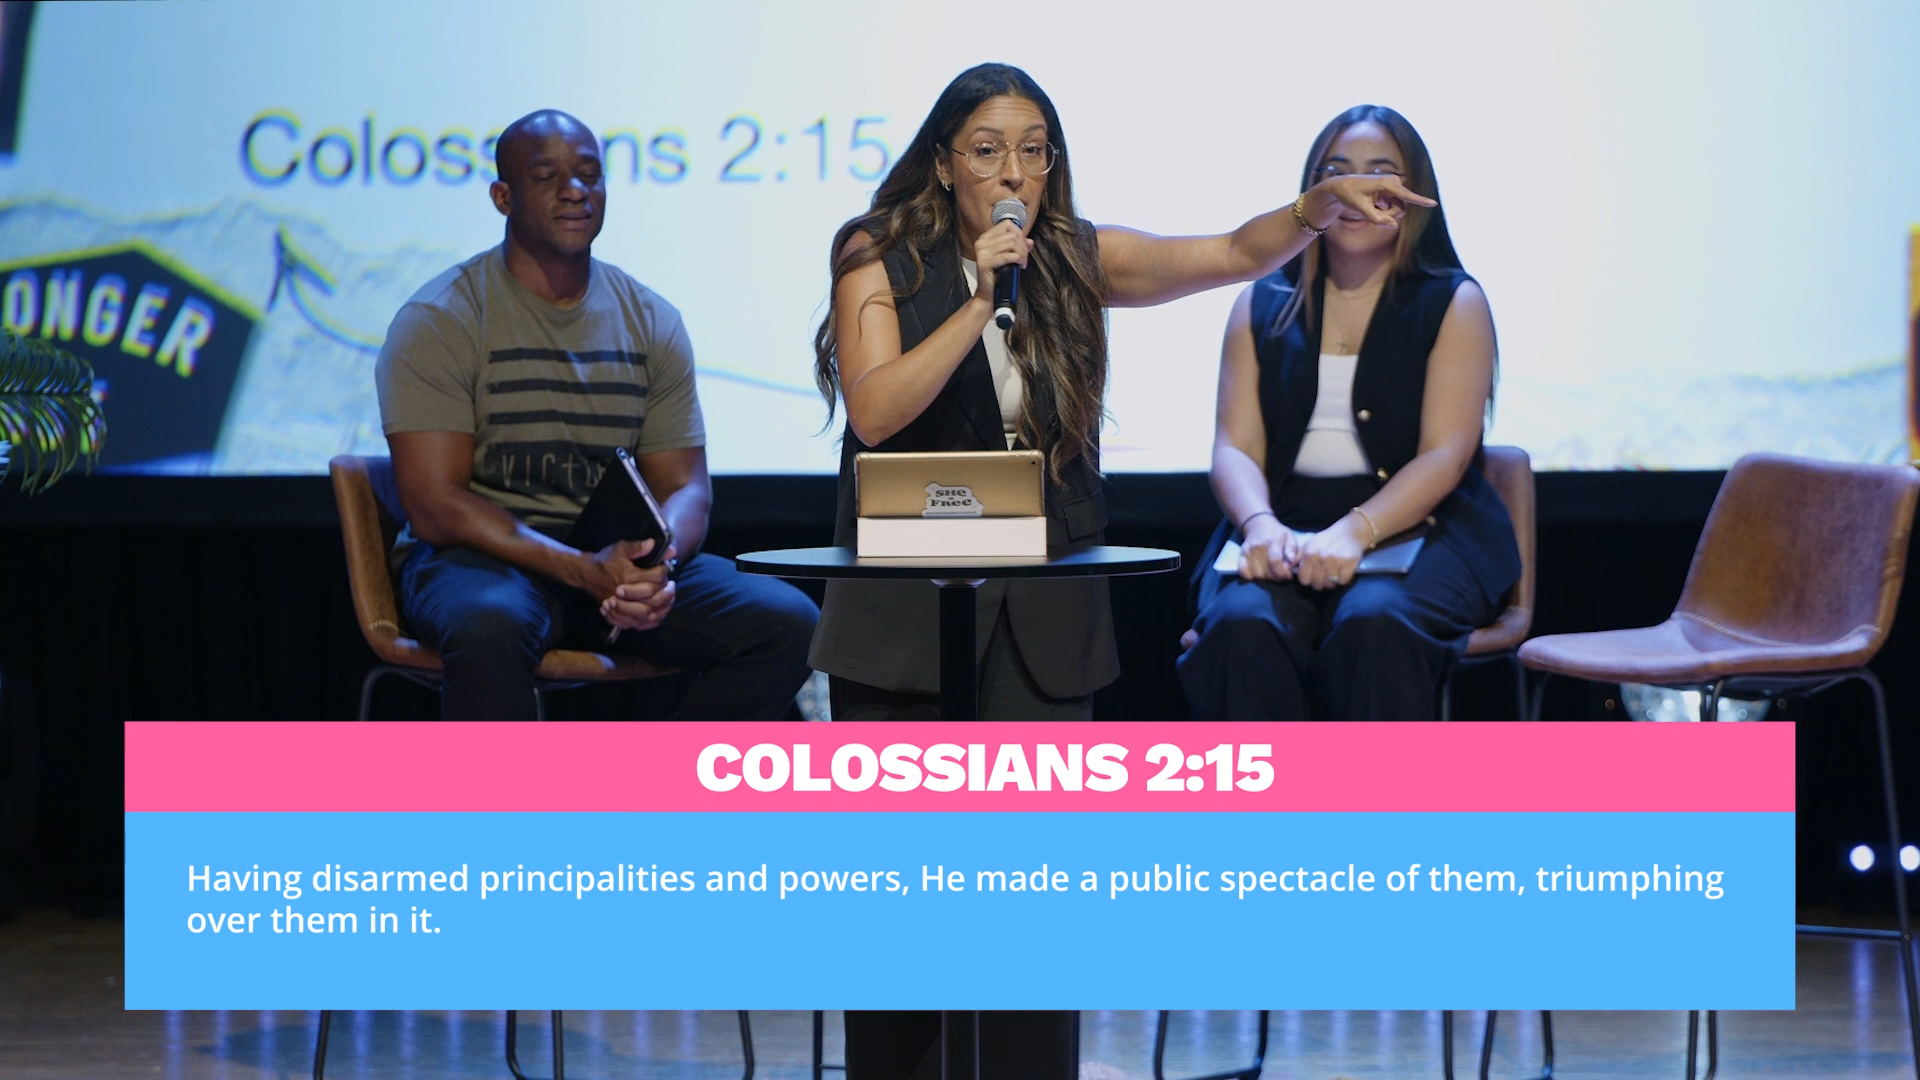 Coloss ns 2:15
ONGER
SHE
FREE
COLOSSIANS 2:15
Having disarmed principalities and powers, He made a public spectacle of them, triumphing
over them in it.